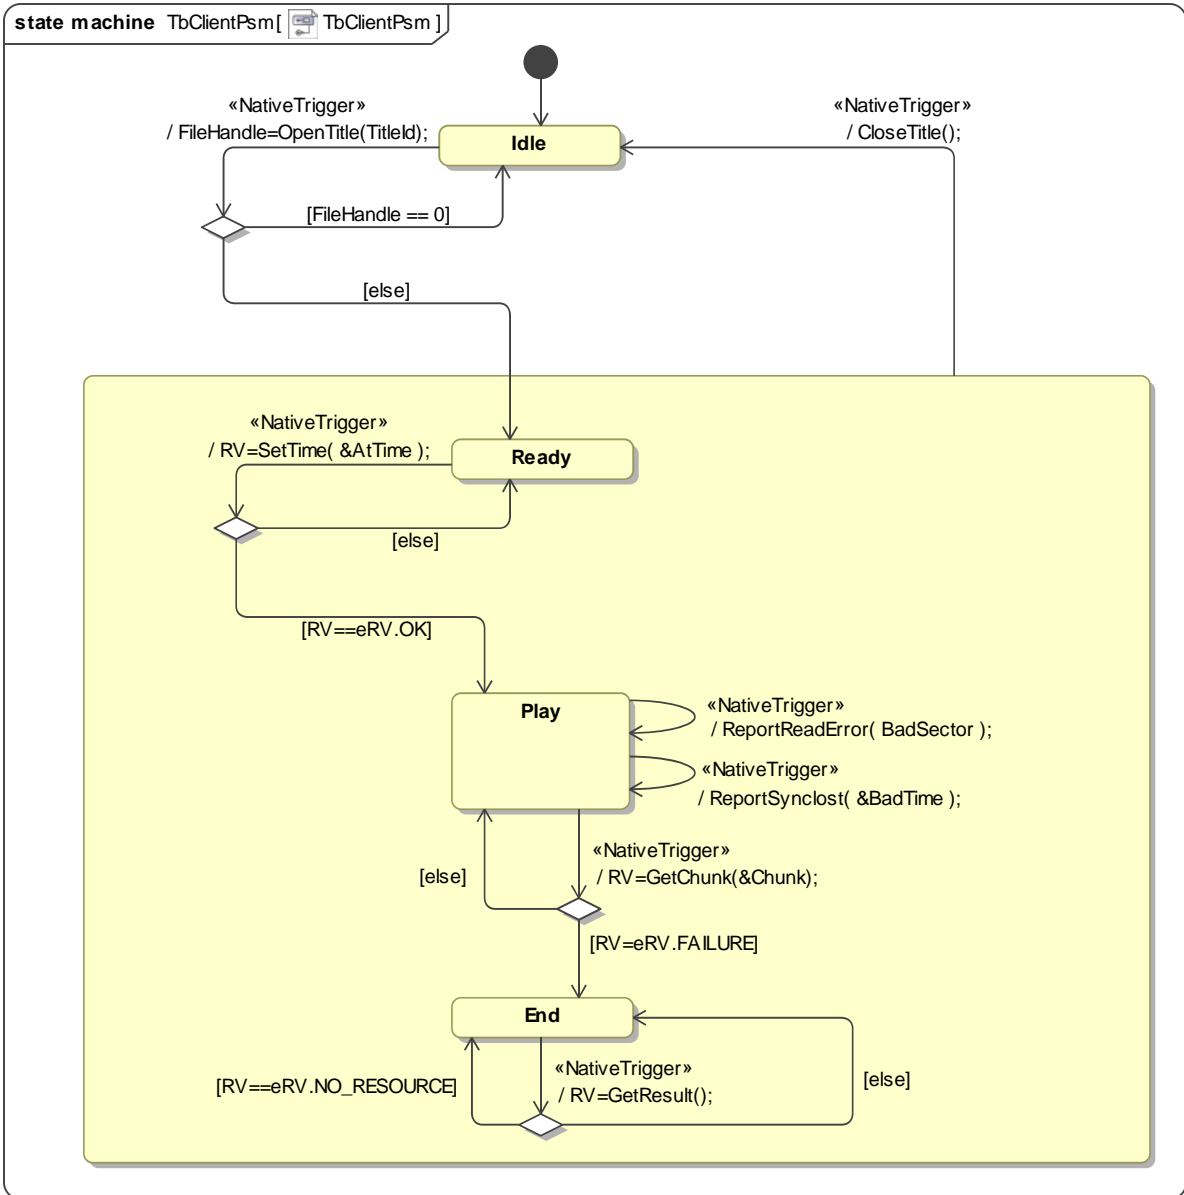 state machine TbClientPsm[ TbClientPsm ]
«NativeTrigger»
/ FileHandle=OpenTitle(TitleId);
«NativeTrigger»
/ CloseTitle();
Idle
[FileHandle == 0]
[else]
«NativeTrigger»
/ RV=SetTime( &AtTime );
Ready
[else]
[RV==eRV.OK]
Play
«NativeTrigger»
/ ReportReadError( BadSector );
«NativeTrigger»
/ ReportSynclost( &BadTime );
«NativeTrigger»
/ RV=GetChunk(&Chunk);
[else]
[RV=eRV.FAILURE]
End
«NativeTrigger»
/ RV=GetResult();
[RV==eRV.NO_RESOURCE]
[else]